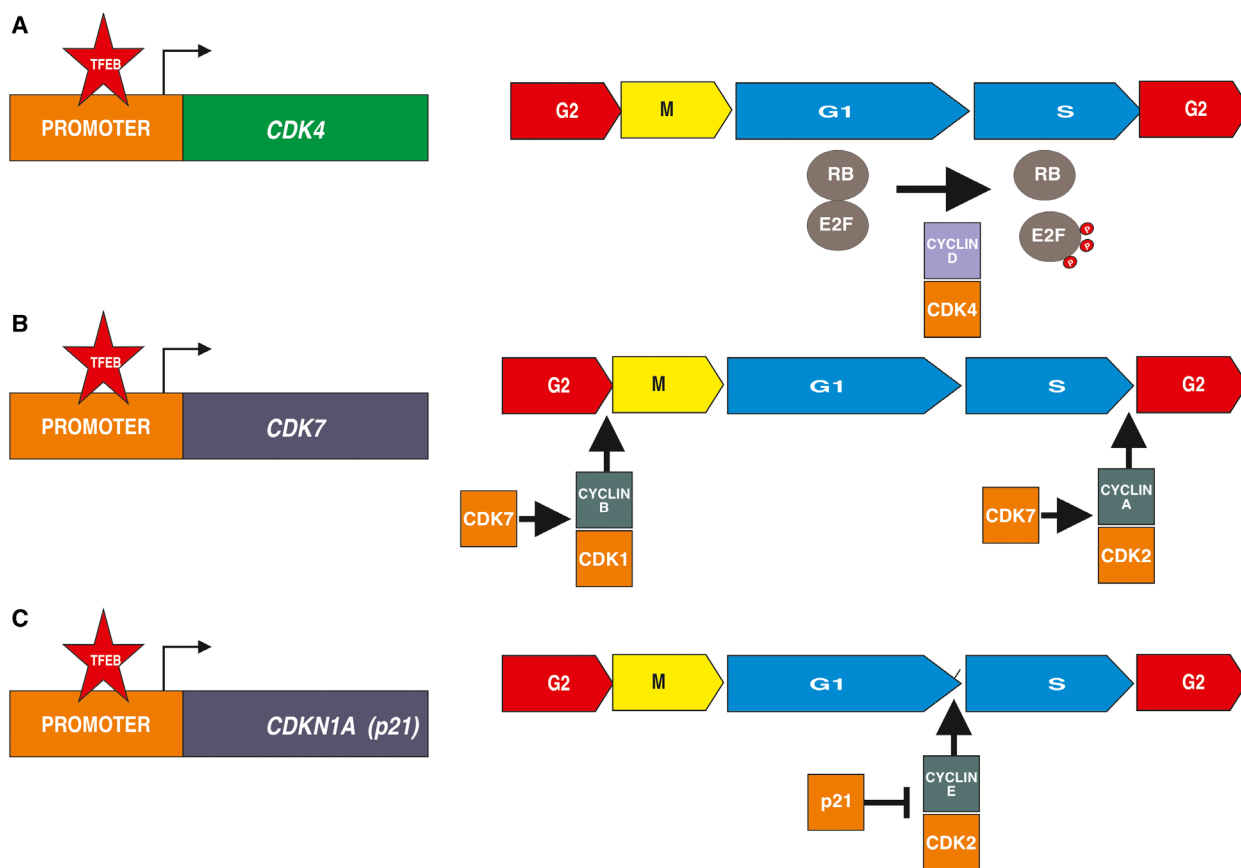 A
TFEB
PROMOTER
CDK4
G2
M
G1
S
G2
RB
E2F
CYCLIN
D
CDK4
RB
E2F
P
P
P
B
TFEB
PROMOTER
CDK7
G2
M
G1
S
G2
CDK7
CYCLIN
B
CDK1
CDK7
CYCLIN
A
CDK2
C
TFEB
PROMOTER
CDKN1A (p21)
G2
M
G1
S
G2
p21
CYCLIN
E
CDK2